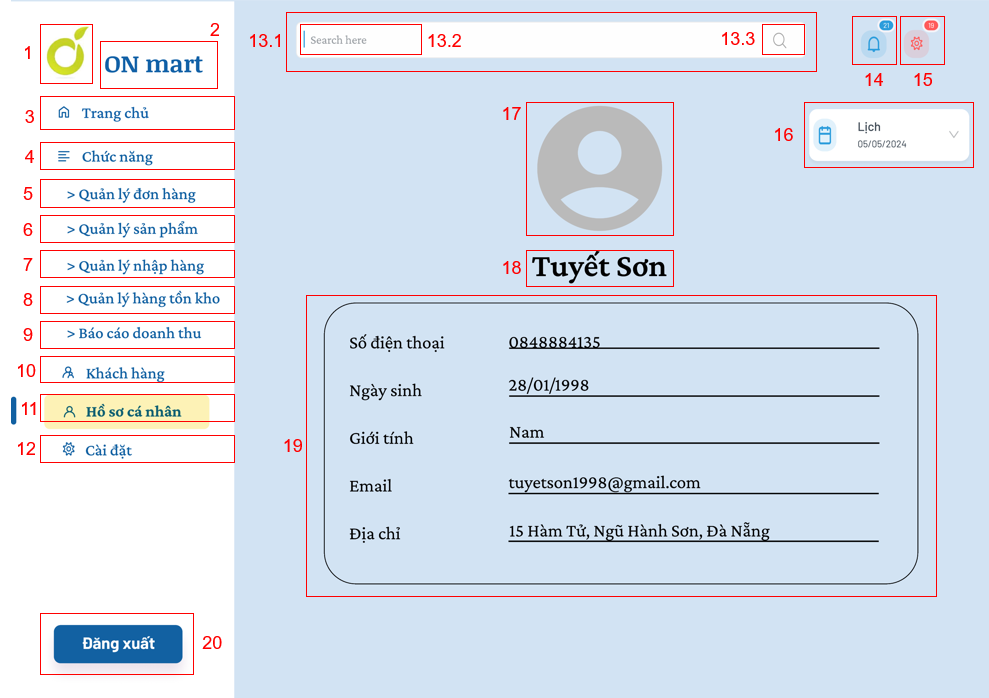 1
2
ON mart
3
Trang chủ
4
Chức năng
5
> Quản lý đơn hàng
6
> Quản lý sản phẩm
7
> Quản lý nhập hàng
8
> Quản lý hàng tồn kho
9
> Báo cáo doanh thu
10
Khách hàng
11
Hồ sơ cá nhân
12
Cài đặt
20
Đăng xuất
13.1
Search here
13.2
13.3
21
14
19
15
16
Lịch
05/05/2024
17
18
Tuyết Sơn
19
Số điện thoại 0848884135
Ngày sinh 28/01/1998
Giới tính Nam
Email tuyetson1998@gmail.com
Địa chỉ 15 Hàm Tử, Ngũ Hành Sơn, Đà Nẵng